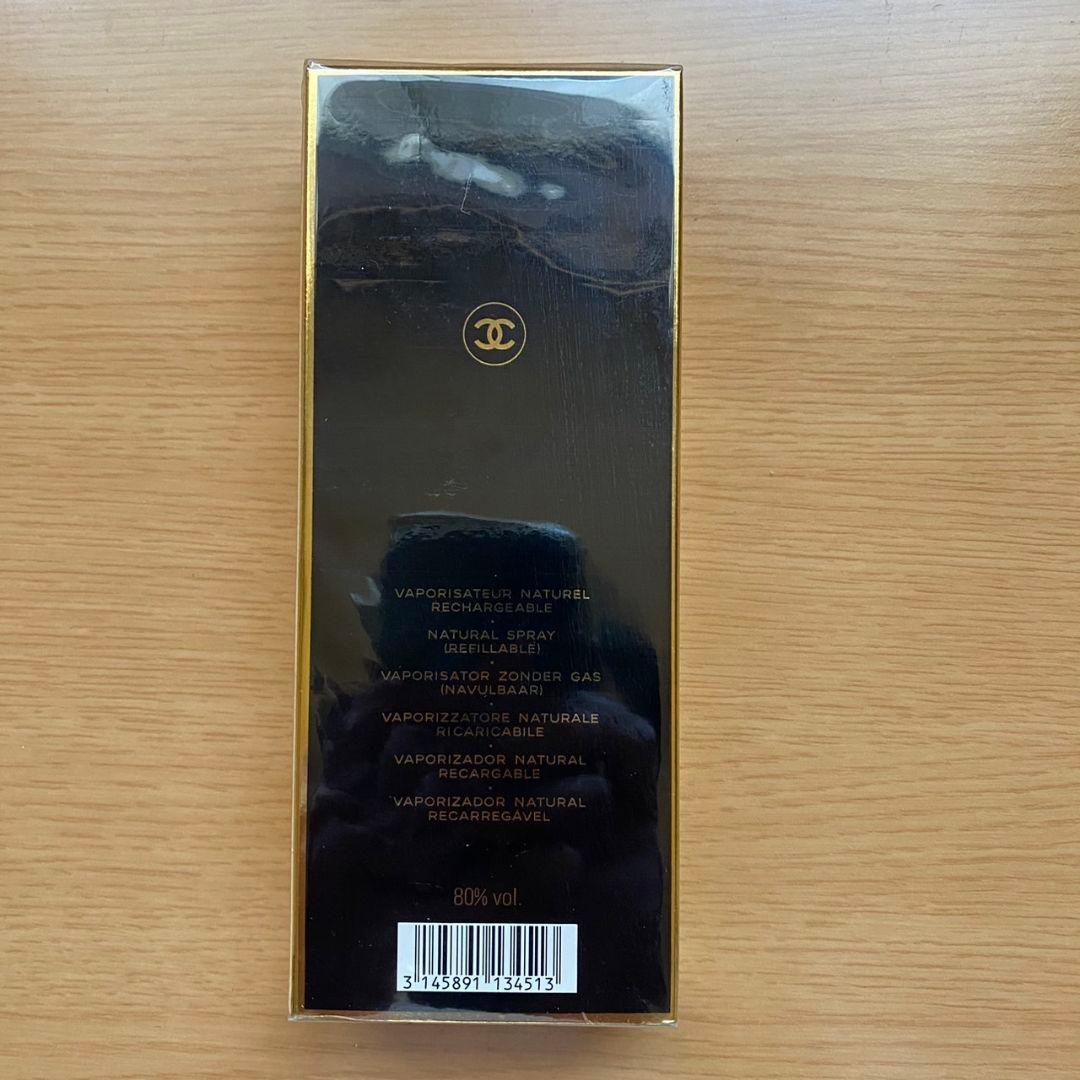 VAPORISATEUR NATUREL
RECHARGEABLE
NATURAL SPRAY
(REFILLABLE)
VAPORISATOR ZONDER GAS
(NAVULBAAR)
VAPORIZZATORE NATURALE
RICARICABILE
VAPORIZADOR NATURAL
RECARGABLE
VAPORIZADOR NATURAL
RECARREGÁVEL
80% vol.
3 145891 134513